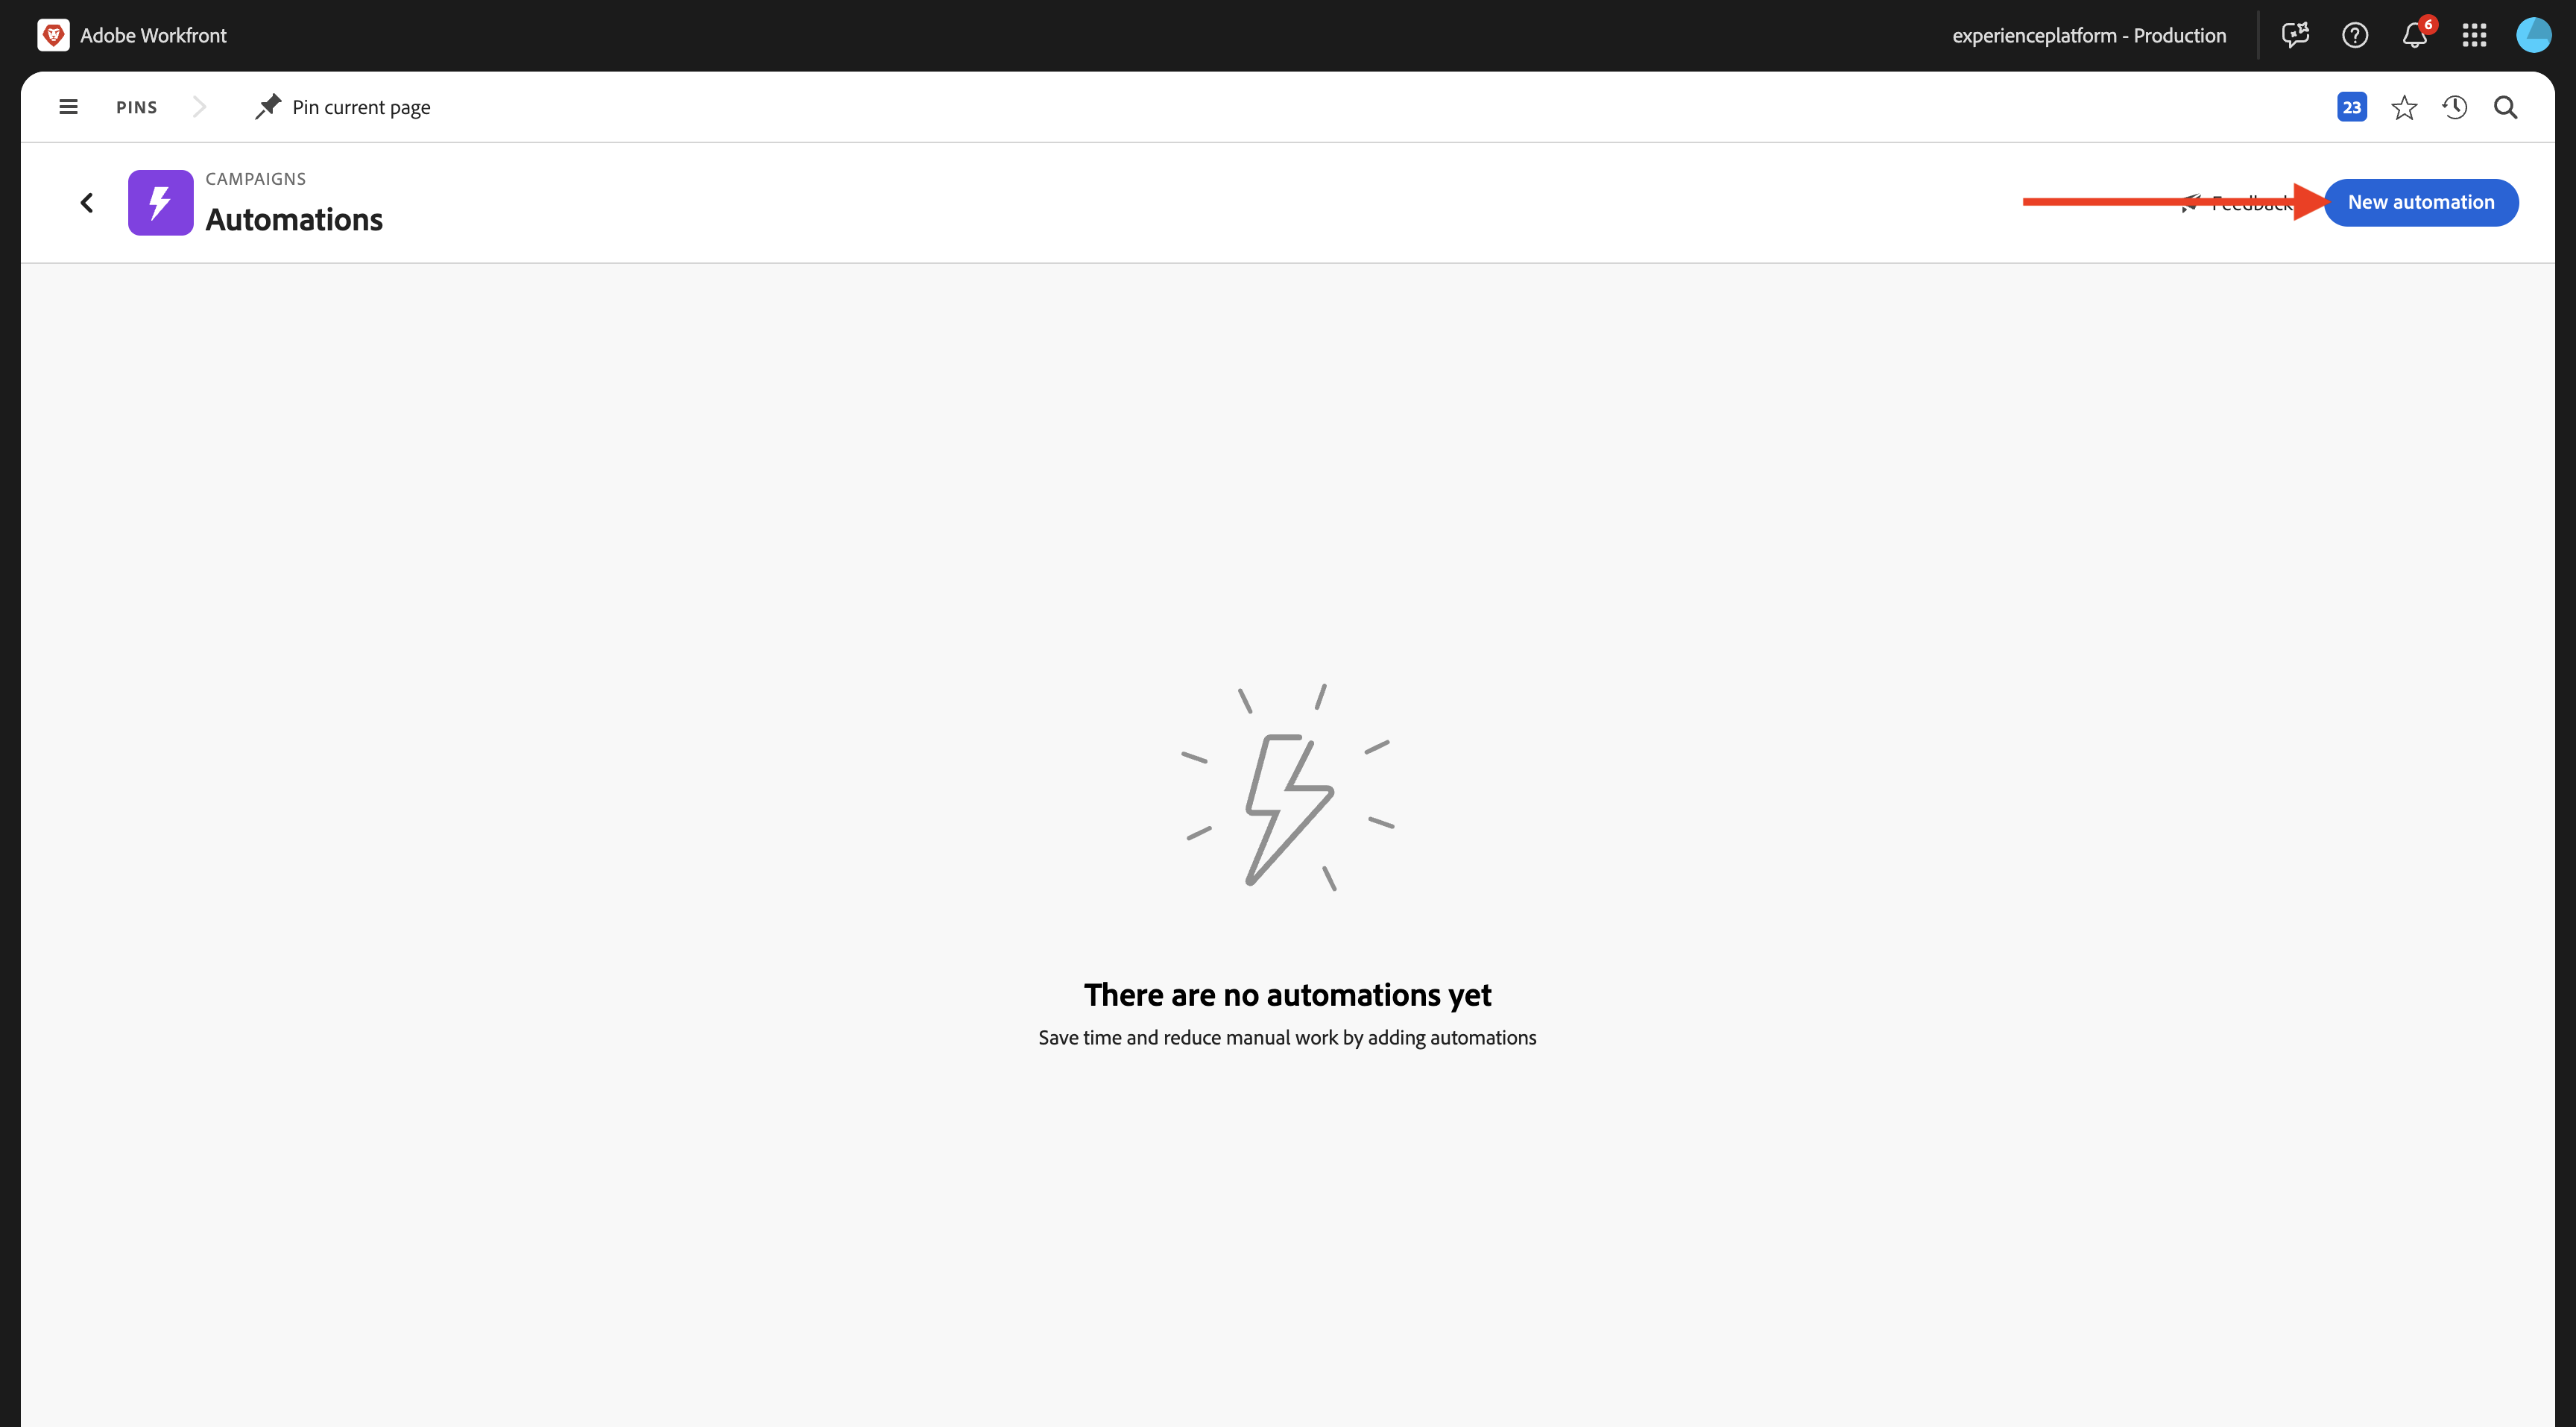 Adobe Workfront
experienceplatform - Production
6
PINS
Pin current page
23
CAMPAIGNS
Automations
Feedback
New automation
There are no automations yet
Save time and reduce manual work by adding automations